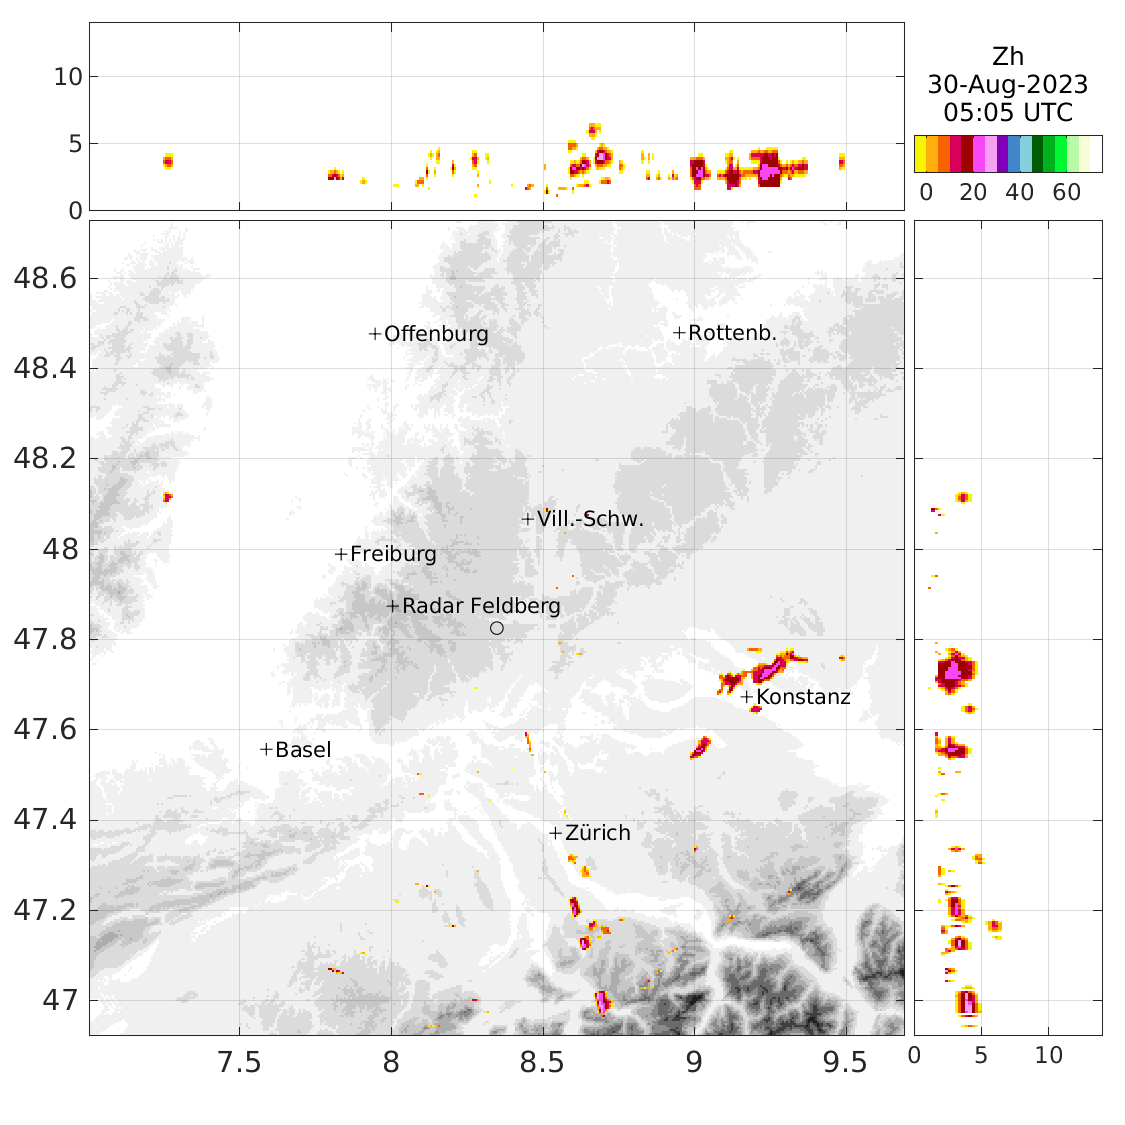 10
5
0
Zh
30-Aug-2023
05:05 UTC
0 20 40 60
48.6
48.4
48.2
48
47.8
47.6
47.4
47.2
47
Offenburg
Rottenb.
Vill.-Schw.
Freiburg
Radar Feldberg
Konstanz
Basel
Zürich
7.5 8 8.5 9 9.5
0 5 10